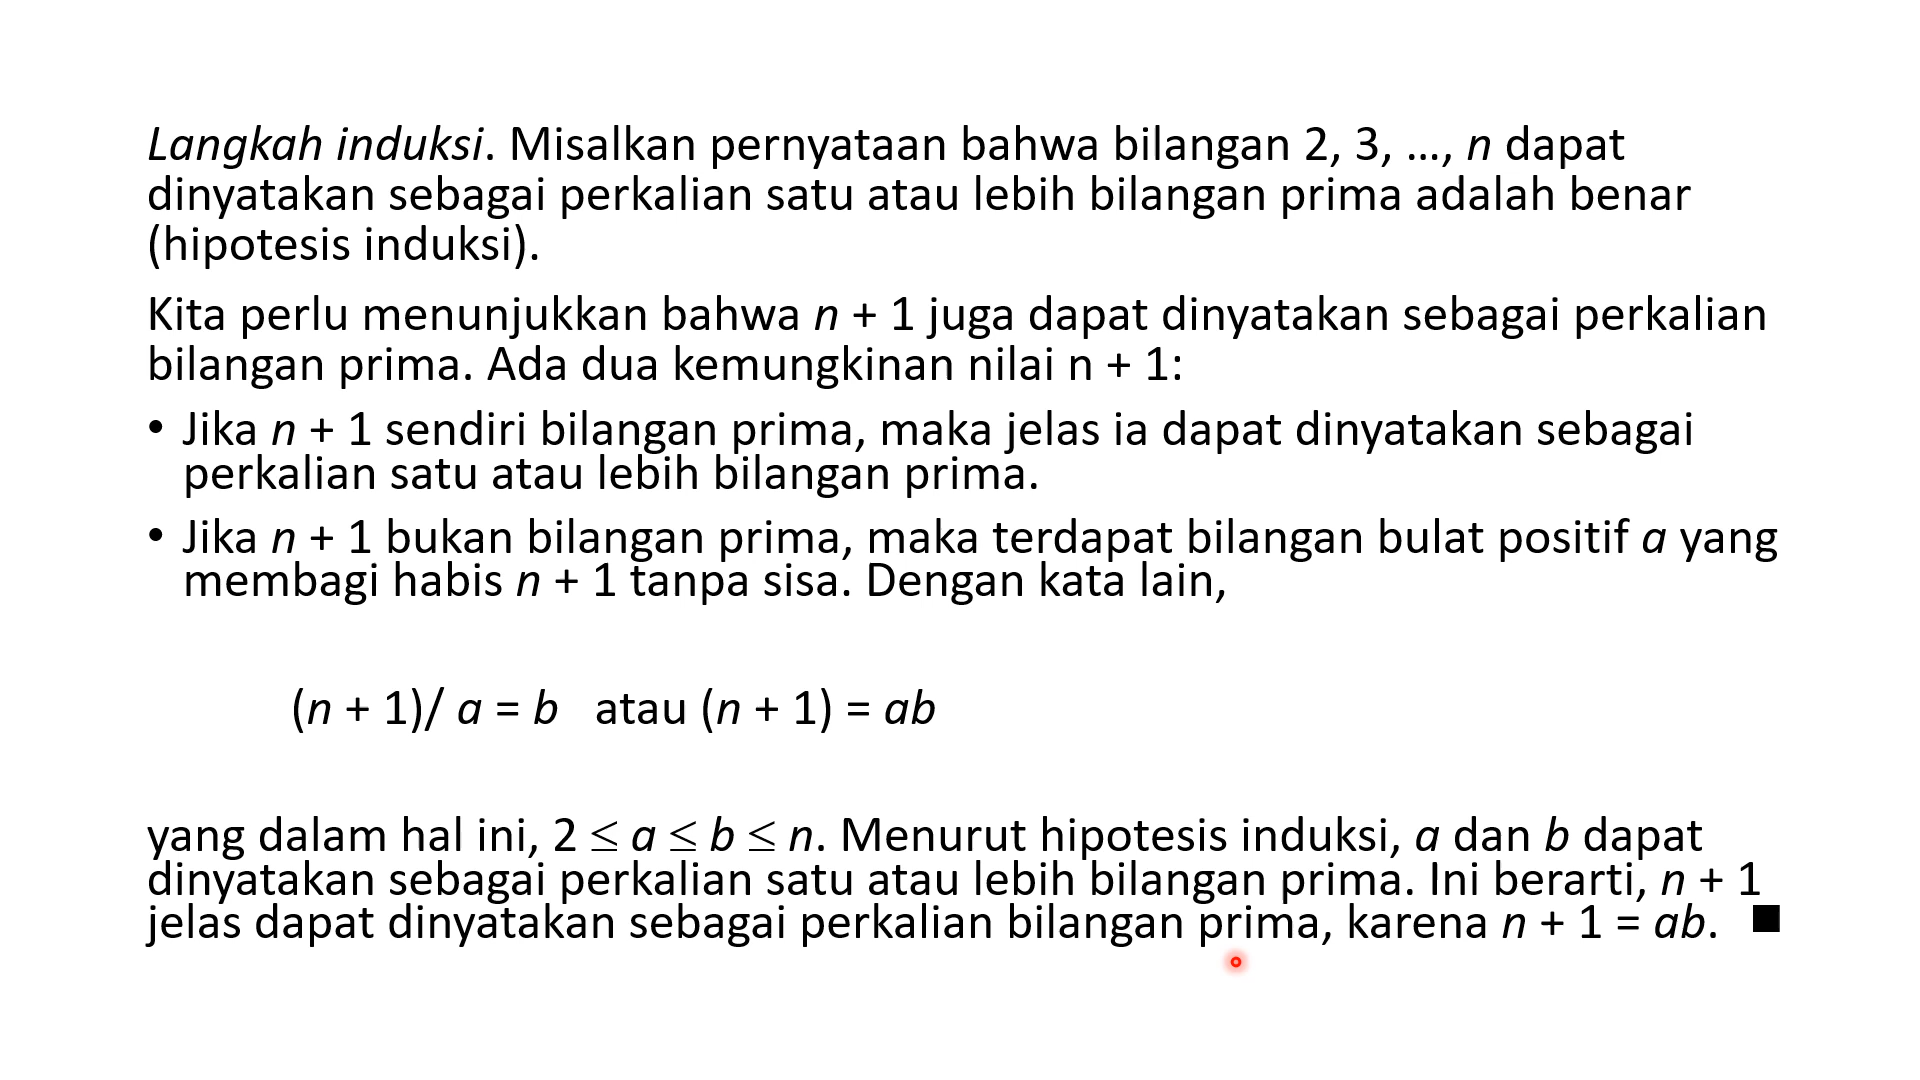 Langkah induksi. Misalkan pernyataan bahwa bilangan 2, 3, …, n dapat
dinyatakan sebagai perkalian satu atau lebih bilangan prima adalah benar
(hipotesis induksi).
Kita perlu menunjukkan bahwa n + 1 juga dapat dinyatakan sebagai perkalian
bilangan prima. Ada dua kemungkinan nilai n + 1:
• Jika n + 1 sendiri bilangan prima, maka jelas ia dapat dinyatakan sebagai
perkalian satu atau lebih bilangan prima.
• Jika n + 1 bukan bilangan prima, maka terdapat bilangan bulat positif a yang
membagi habis n + 1 tanpa sisa. Dengan kata lain,
(n + 1)/ a = b atau (n + 1) = ab
yang dalam hal ini, 2 ≤ a ≤ b ≤ n. Menurut hipotesis induksi, a dan b dapat
dinyatakan sebagai perkalian satu atau lebih bilangan prima. Ini berarti, n + 1
jelas dapat dinyatakan sebagai perkalian bilangan prima, karena n + 1 = ab. ■